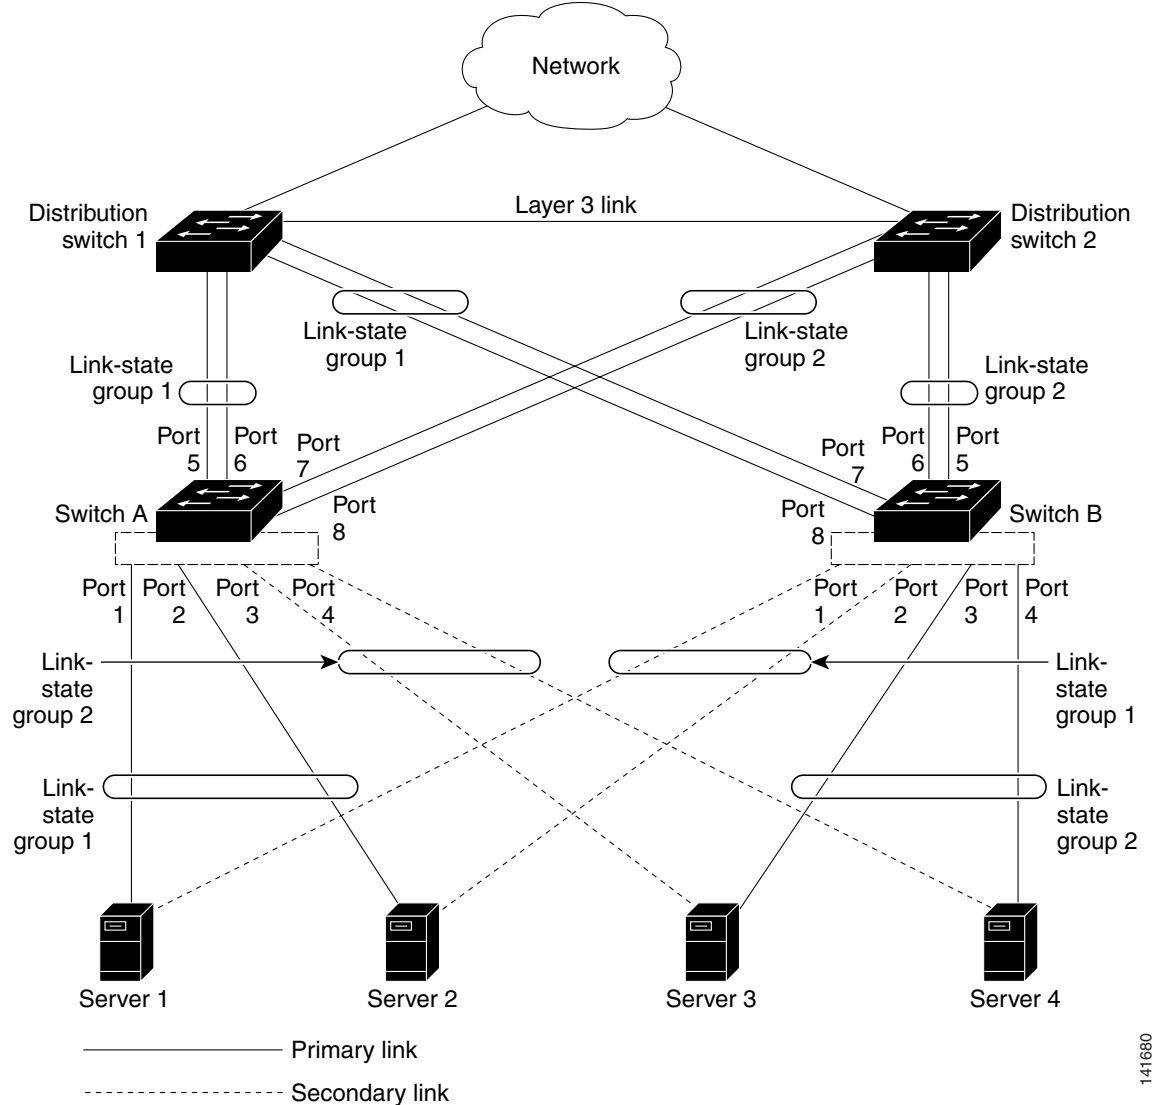 Network
Layer 3 link
Distribution
switch 1
Distribution
switch 2
Link-state
group 1
Link-state
group 2
Link-state
group 1
Link-state
group 2
Port
5
Port
6
Port
7
Port
8
Port
7
Port
6
Port
5
Port
8
Switch A
Switch B
Port
1
Port
2
Port
3
Port
4
Port
1
Port
2
Port
3
Port
4
Link-
state
group 2
Link-
state
group 1
Link-
state
group 1
Link-
state
group 2
Server 1
Server 2
Server 3
Server 4
Primary link
Secondary link
141680